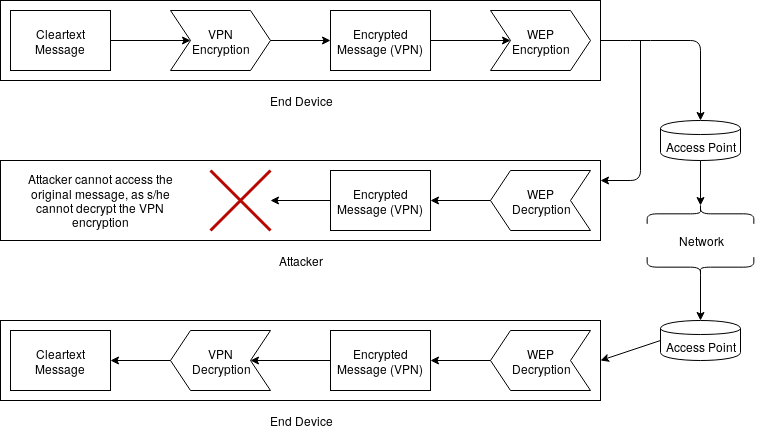 Cleartext
Message
VPN
Encryption
Encrypted
Message (VPN)
WEP
Encryption
End Device
Access Point
Attacker cannot access the
original message, as s/he
cannot decrypt the VPN
encryption
Encrypted
Message (VPN)
WEP
Decryption
Attacker
Network
Cleartext
Message
VPN
Decryption
Encrypted
Message (VPN)
WEP
Decryption
Access Point
End Device